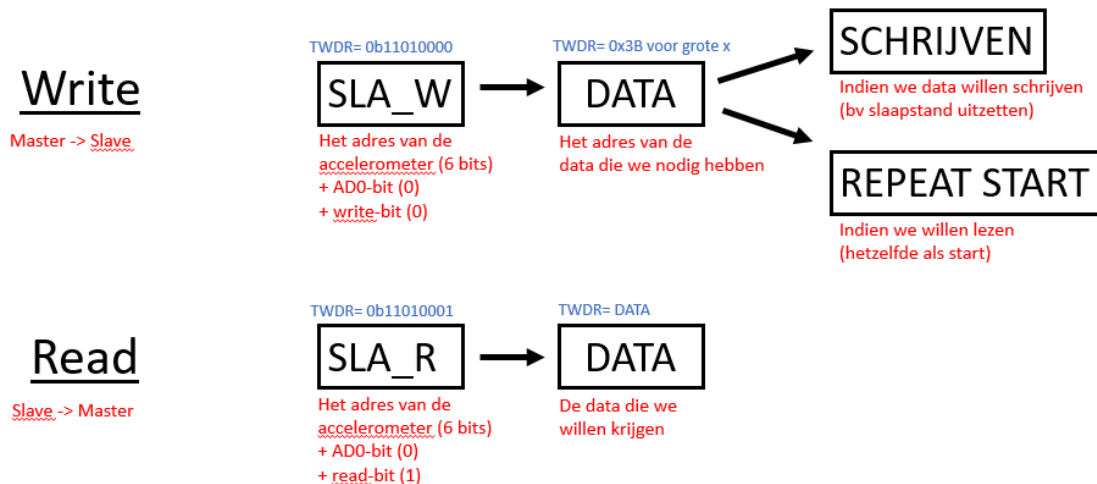 Write
Master -> Slave
TWDR= 0b11010000
SLA_W
Het adres van de
accelerometer (6 bits)
+ AD0-bit (0)
+ write-bit (0)
TWDR= 0x3B voor grote x
DATA
Het adres van de
data die we nodig hebben
SCHRIJVEN
Indien we data willen schrijven
(bv slaapstand uitzetten)
REPEAT START
Indien we willen lezen
(hetzelfde als start)
Read
Slave -> Master
TWDR= 0b11010001
SLA_R
Het adres van de
accelerometer (6 bits)
+ AD0-bit (0)
+ read-bit (1)
TWDR= DATA
DATA
De data die we
willen krijgen